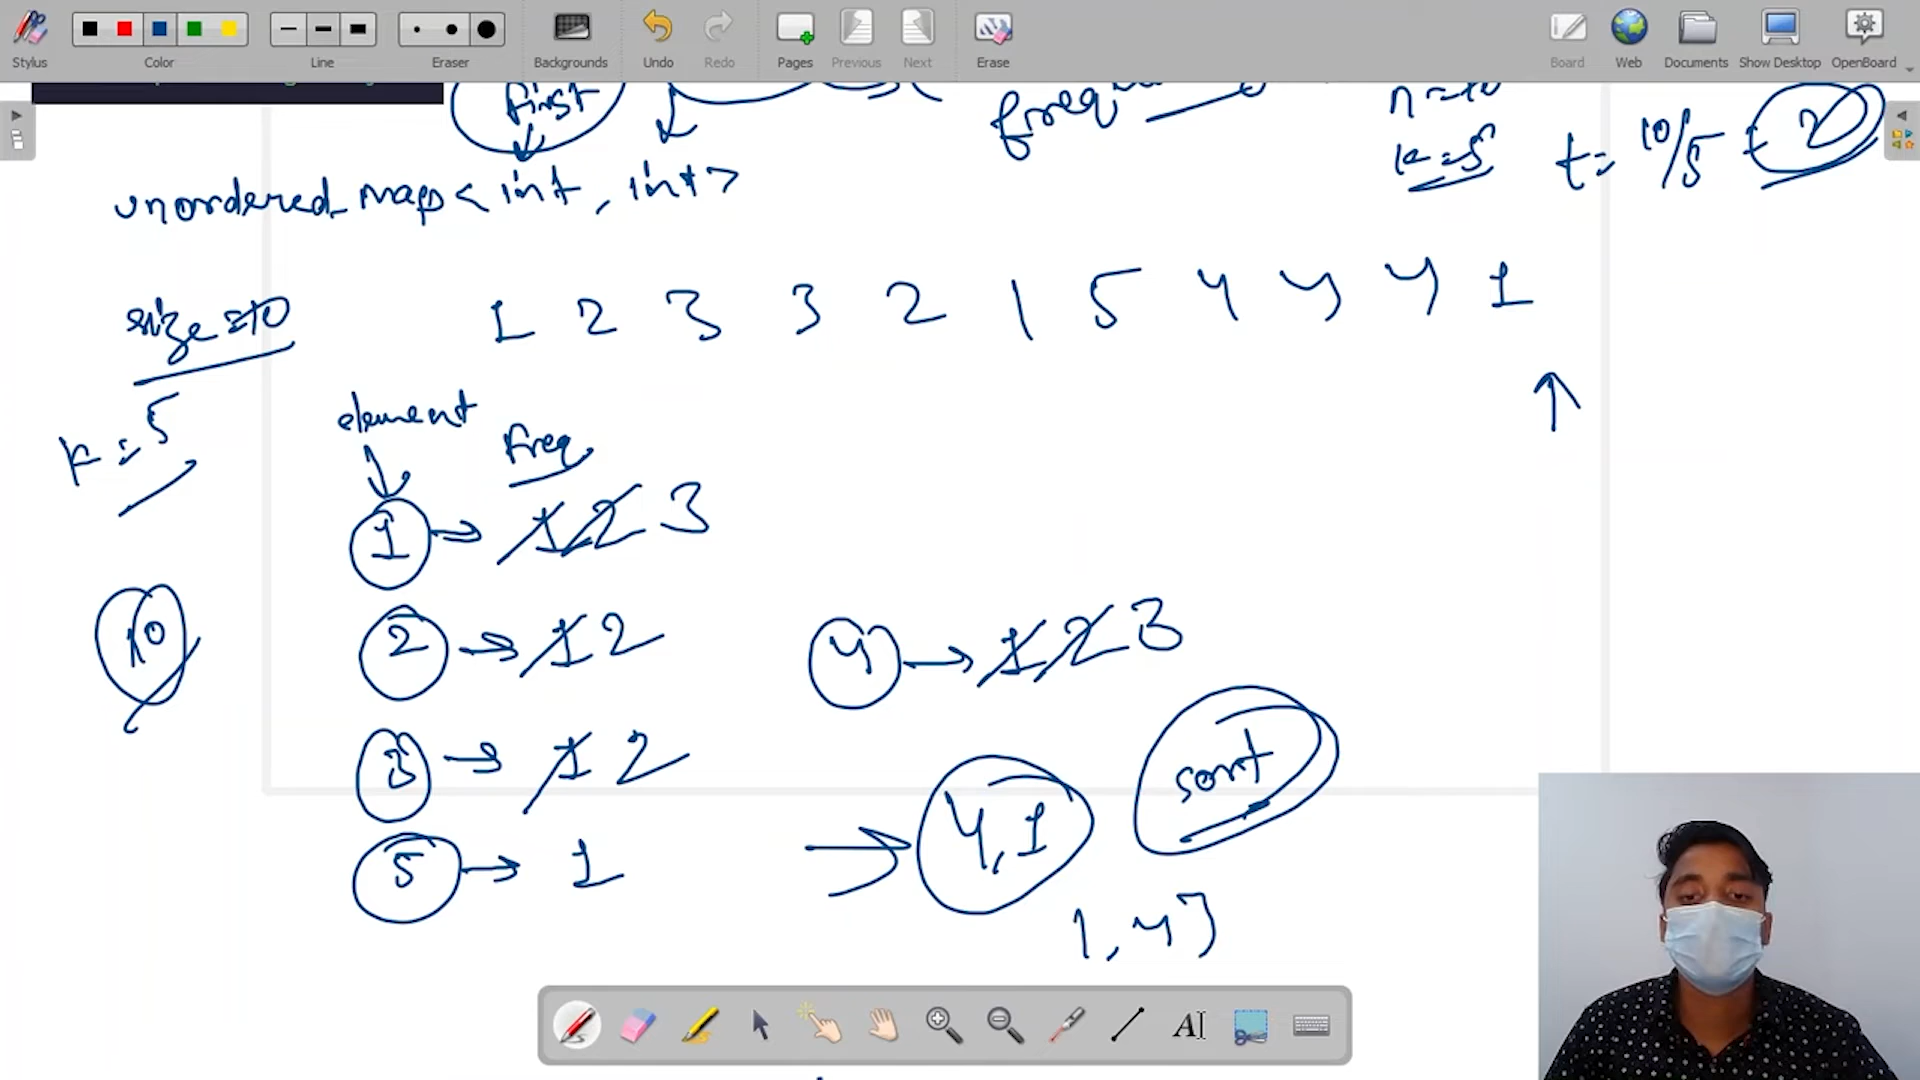 Stylus
Color
Line
Eraser
Backgrounds
Undo
Redo
Pages
Previous
Next
Erase
Board
Web
Documents
Show Desktop
OpenBoard
first
freq
n = 10
k = 5
t = 10/5 = 2
unordered_map < int, int >
size = 10
1 2 3 3 2 1 5 4 4 4 1
k = 5
element
Freq
1 → 1 2 3
10
2 → 1 2
4 → 1 2 3
3 → 1 2
sort
4, 1
5 → 1
1, 4